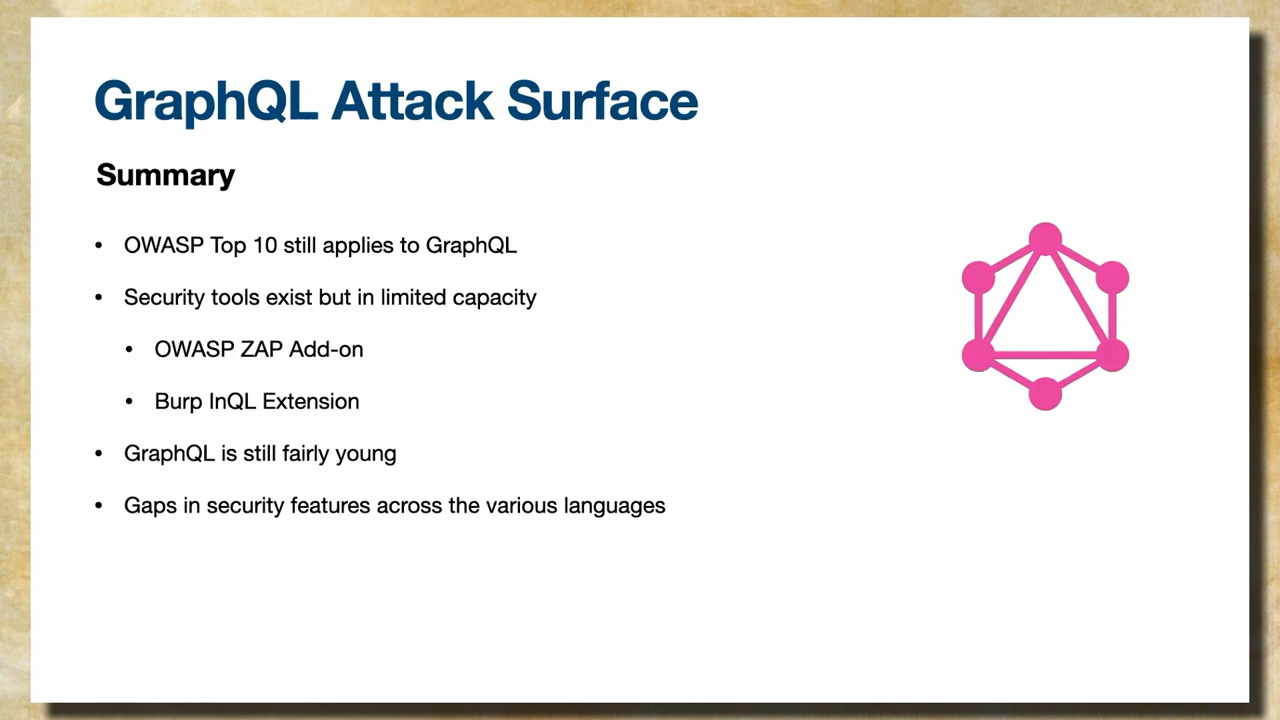 GraphQL Attack Surface
Summary
• OWASP Top 10 still applies to GraphQL
• Security tools exist but in limited capacity
• OWASP ZAP Add-on
• Burp InQL Extension
• GraphQL is still fairly young
• Gaps in security features across the various languages